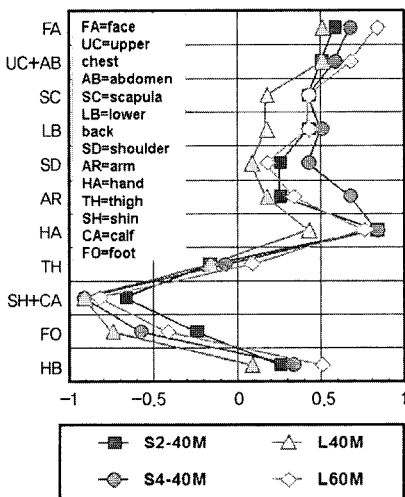 FA
UC+AB
SC
LB
SD
AR
HA
TH
SH+CA
FO
HB
FA=face
UC=upper
chest
AB=abdomen
SC=scapula
LB=lower
back
SD=shoulder
AR=arm
HA=hand
TH=thigh
SH=shin
CA=calf
FO=foot
-1 -0,5 0 0,5 1
S2-40M L40M
S4-40M L60M